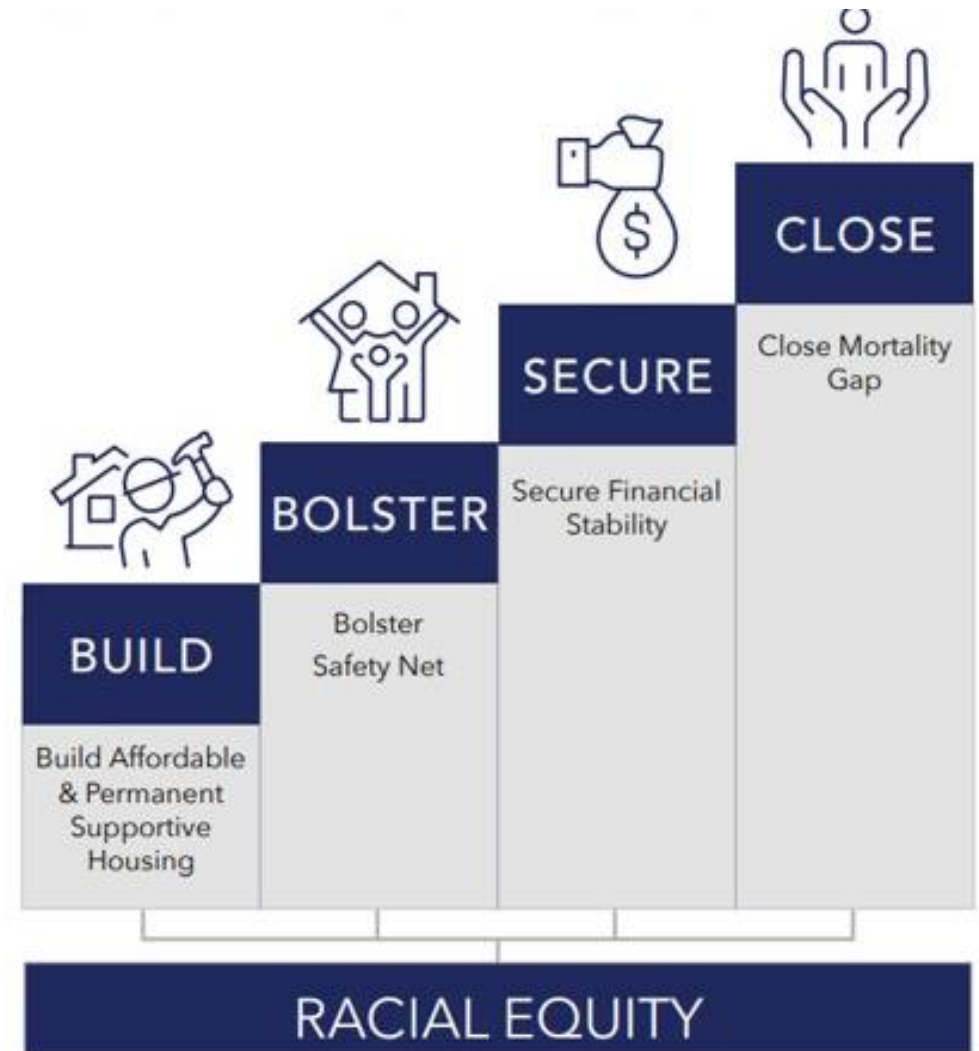 CLOSE
Close Mortality
Gap
SECURE
Secure Financial
Stability
BOLSTER
Bolster
Safety Net
BUILD
Build Affordable
& Permanent
Supportive
Housing
$
RACIAL EQUITY